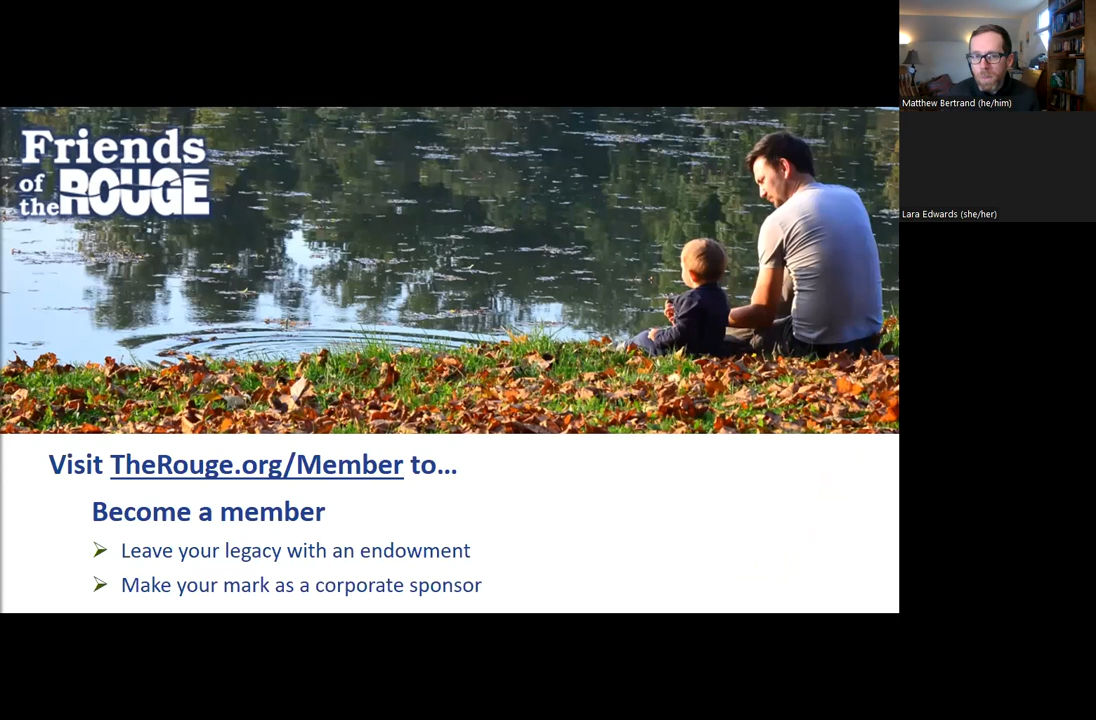 Friends
of
the ROUGE
Matthew Bertrand (he/him)
Lara Edwards (she/her)
Visit TheRouge.org/Member to…
Become a member
Leave your legacy with an endowment
Make your mark as a corporate sponsor